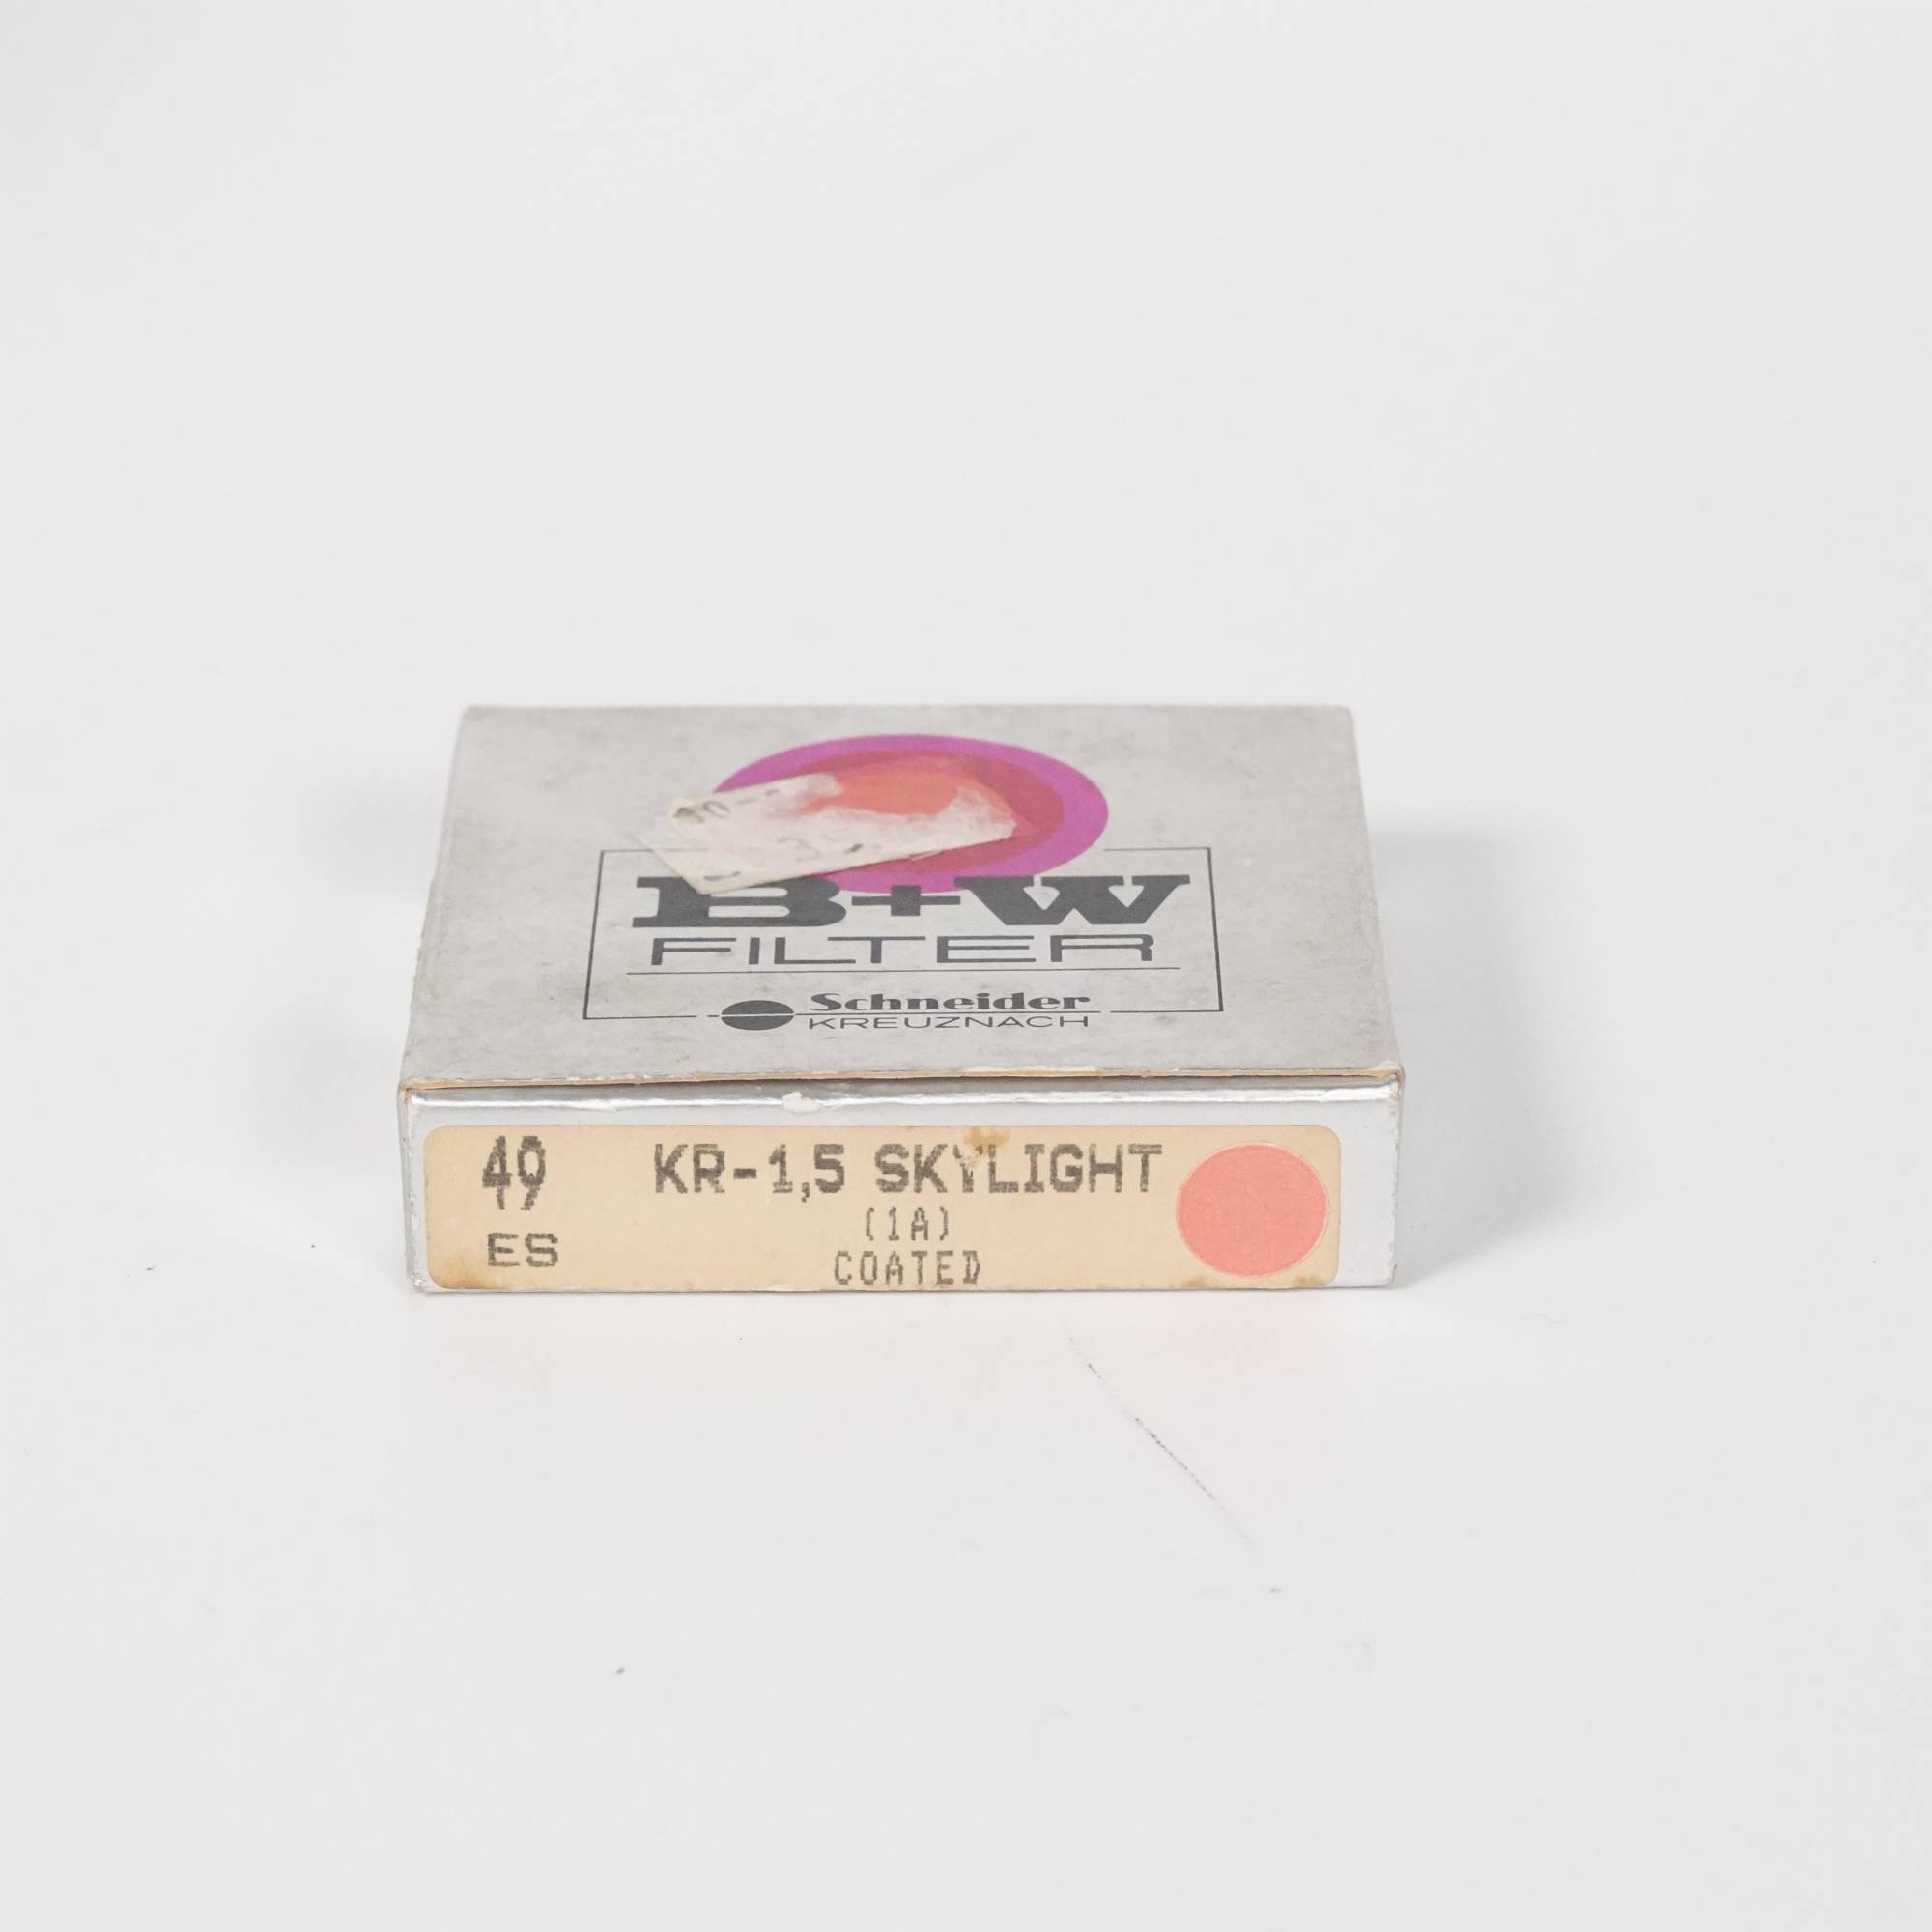 B+W
FILTER
Schneider
KREUZNACH
49
ES
KR-1,5 SKYLIGHT
(1A)
COATED